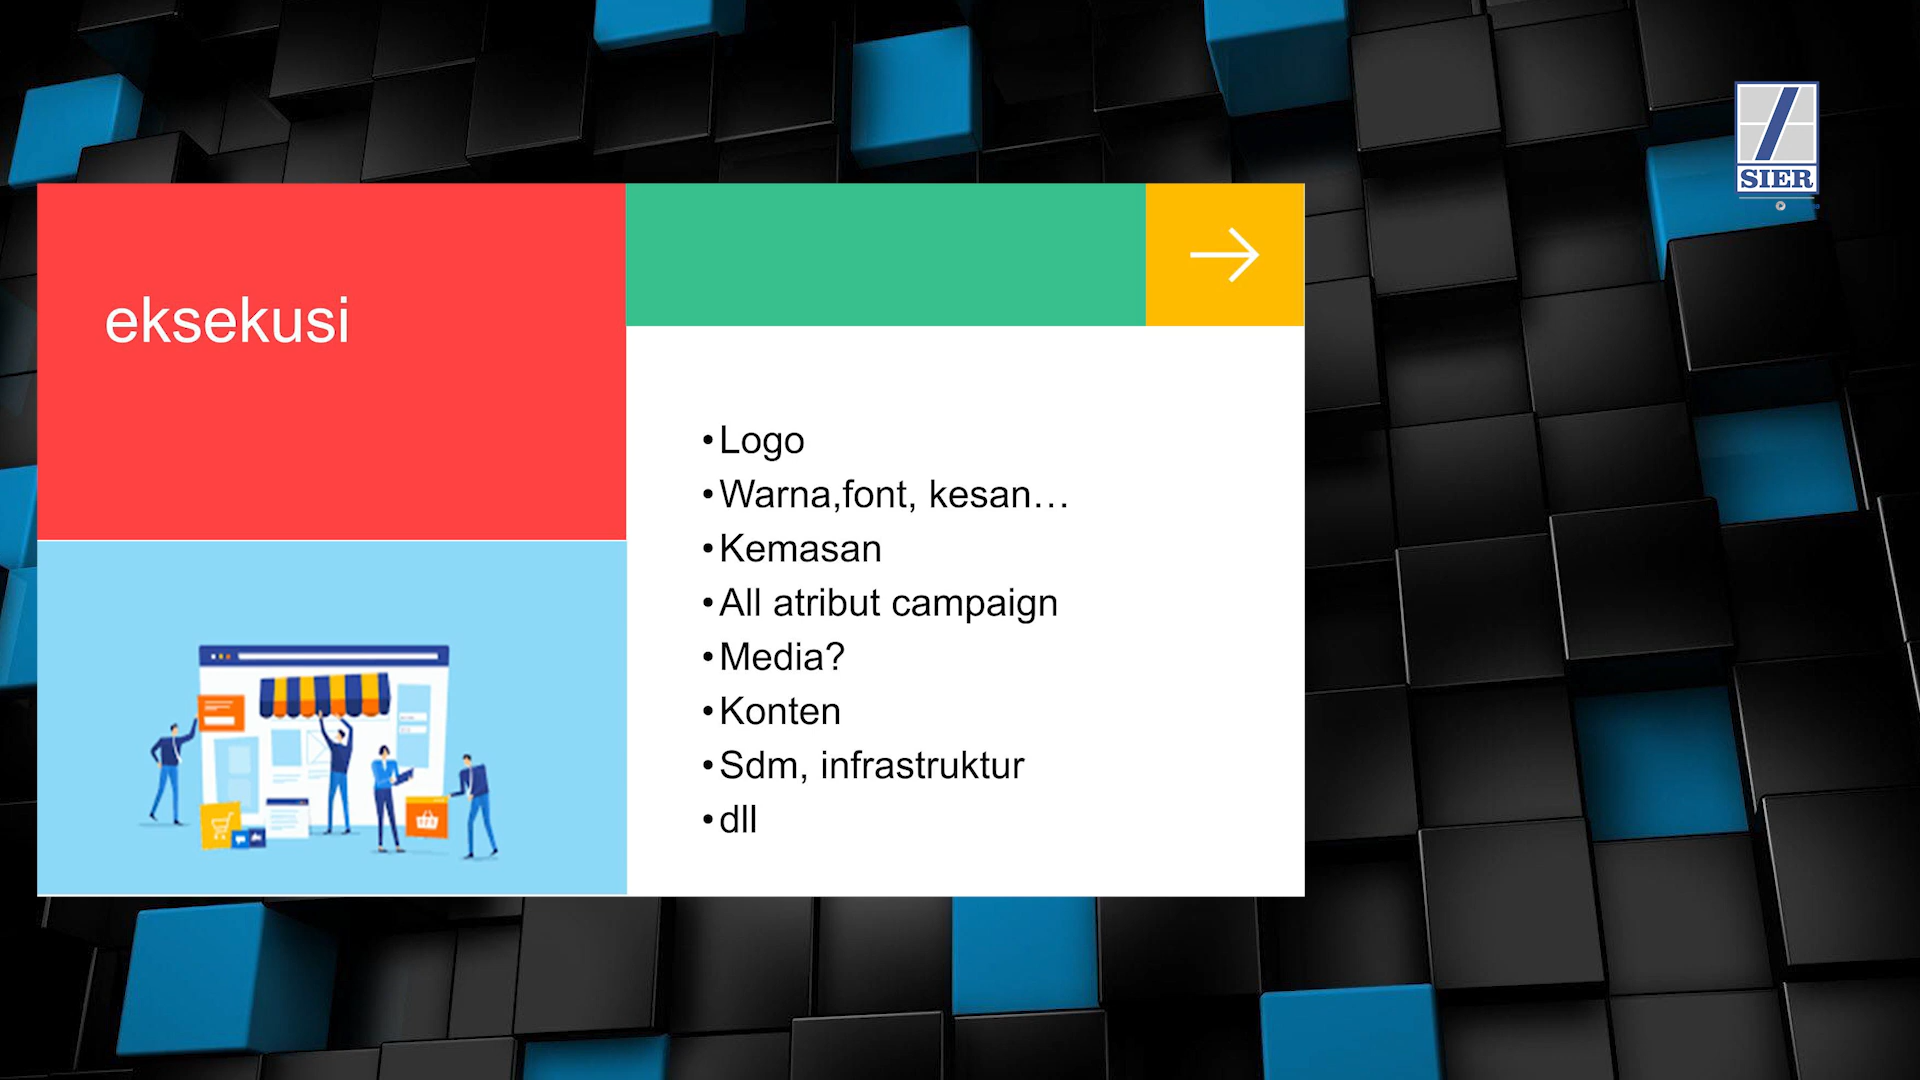 SIER
eksekusi
•Logo
•Warna,font, kesan…
•Kemasan
•All atribut campaign
•Media?
•Konten
•Sdm, infrastruktur
•dll